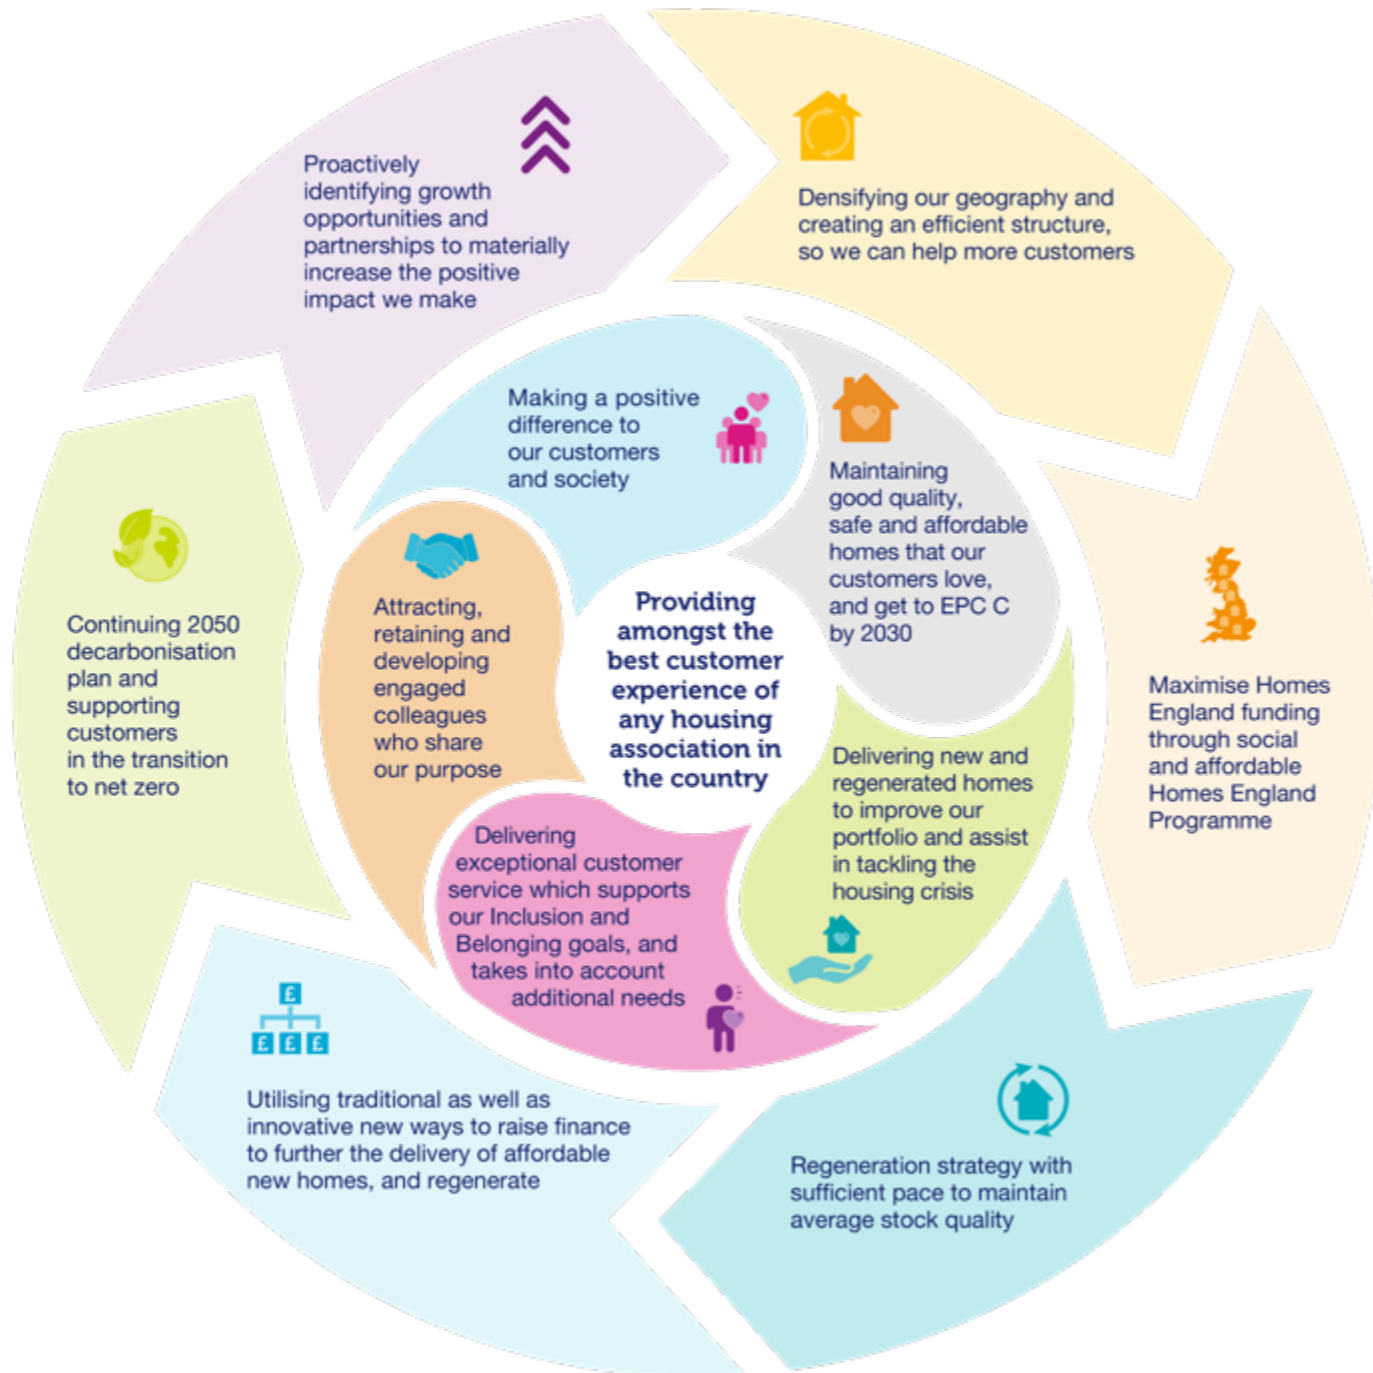 Proactively
identifying growth
opportunities and
partnerships to materially
increase the positive
impact we make
Densifying our geography and
creating an efficient structure,
so we can help more customers
Maximise Homes
England funding
through social
and affordable
Homes England
Programme
Regeneration strategy with
sufficient pace to maintain
average stock quality
£
£ £ £
Utilising traditional as well as
innovative new ways to raise finance
to further the delivery of affordable
new homes, and regenerate
Continuing 2050
decarbonisation
plan and
supporting
customers
in the transition
to net zero
Making a positive
difference to
our customers
and society
Maintaining
good quality,
safe and affordable
homes that our
customers love,
and get to EPC C
by 2030
Delivering new and
regenerated homes
to improve our
portfolio and assist
in tackling the
housing crisis
Delivering
exceptional customer
service which supports
our Inclusion and
Belonging goals, and
takes into account
additional needs
Attracting,
retaining and
developing
engaged
colleagues
who share
our purpose
Providing
amongst the
best customer
experience of
any housing
association in
the country